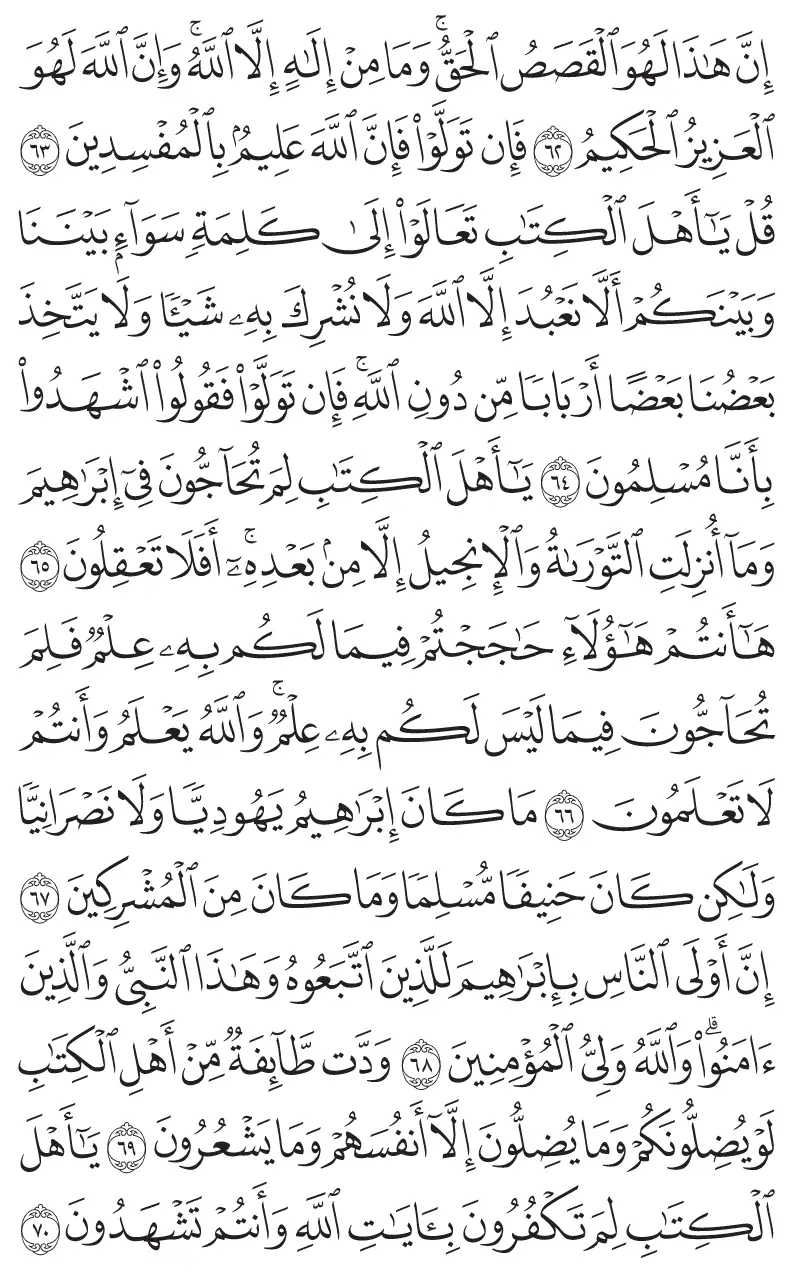 إِنَّ هَٰذَا لَهُوَ ٱلْقَصَصُ ٱلْحَقُّۚ وَمَا مِنْ إِلَٰهٍ إِلَّا ٱللَّهُۚ وَإِنَّ ٱللَّهَ لَهُوَ
ٱلْعَزِيزُ ٱلْحَكِيمُ ٦٢ فَإِن تَوَلَّوْاْ فَإِنَّ ٱللَّهَ عَلِيمُۢ بِٱلْمُفْسِدِينَ ٦٣
قُلْ يَٰٓأَهْلَ ٱلْكِتَٰبِ تَعَالَوْاْ إِلَىٰ كَلِمَةٖ سَوَآءِۭ بَيْنَنَا
وَبَيْنَكُمْ أَلَّا نَعْبُدَ إِلَّا ٱللَّهَ وَلَا نُشْرِكَ بِهِۦ شَيْـٔٗا وَلَا يَتَّخِذَ
بَعْضُنَا بَعْضًا أَرْبَابٗا مِّن دُونِ ٱللَّهِۚ فَإِن تَوَلَّوْاْ فَقُولُواْ ٱشْهَدُواْ
بِأَنَّا مُسْلِمُونَ ٦٤ يَٰٓأَهْلَ ٱلْكِتَٰبِ لِمَ تُحَآجُّونَ فِيٓ إِبْرَٰهِيمَ
وَمَآ أُنزِلَتِ ٱلتَّوْرَىٰةُ وَٱلْإِنجِيلُ إِلَّا مِنۢ بَعْدِهِۦٓۚ أَفَلَا تَعْقِلُونَ ٦٥
هَٰٓأَنتُمْ هَٰٓؤُلَآءِ حَٰجَجْتُمْ فِيمَا لَكُم بِهِۦ عِلْمٞ فَلِمَ
تُحَآجُّونَ فِيمَا لَيْسَ لَكُم بِهِۦ عِلْمٞۚ وَٱللَّهُ يَعْلَمُ وَأَنتُمْ
لَا تَعْلَمُونَ ٦٦ مَا كَانَ إِبْرَٰهِيمُ يَهُودِيّٗا وَلَا نَصْرَانِيّٗا
وَلَٰكِن كَانَ حَنِيفٗا مُّسْلِمٗا وَمَا كَانَ مِنَ ٱلْمُشْرِكِينَ ٦٧
إِنَّ أَوْلَى ٱلنَّاسِ بِإِبْرَٰهِيمَ لَلَّذِينَ ٱتَّبَعُوهُ وَهَٰذَا ٱلنَّبِيُّ وَٱلَّذِينَ
ءَامَنُواْۗ وَٱللَّهُ وَلِيُّ ٱلْمُؤْمِنِينَ ٦٨ وَدَّت طَّآئِفَةٞ مِّنْ أَهْلِ ٱلْكِتَٰبِ
لَوْ يُضِلُّونَكُمْ وَمَا يُضِلُّونَ إِلَّآ أَنفُسَهُمْ وَمَا يَشْعُرُونَ ٦٩ يَٰٓأَهْلَ
ٱلْكِتَٰبِ لِمَ تَكْفُرُونَ بِـَٔايَٰتِ ٱللَّهِ وَأَنتُمْ تَشْهَدُونَ ٧٠